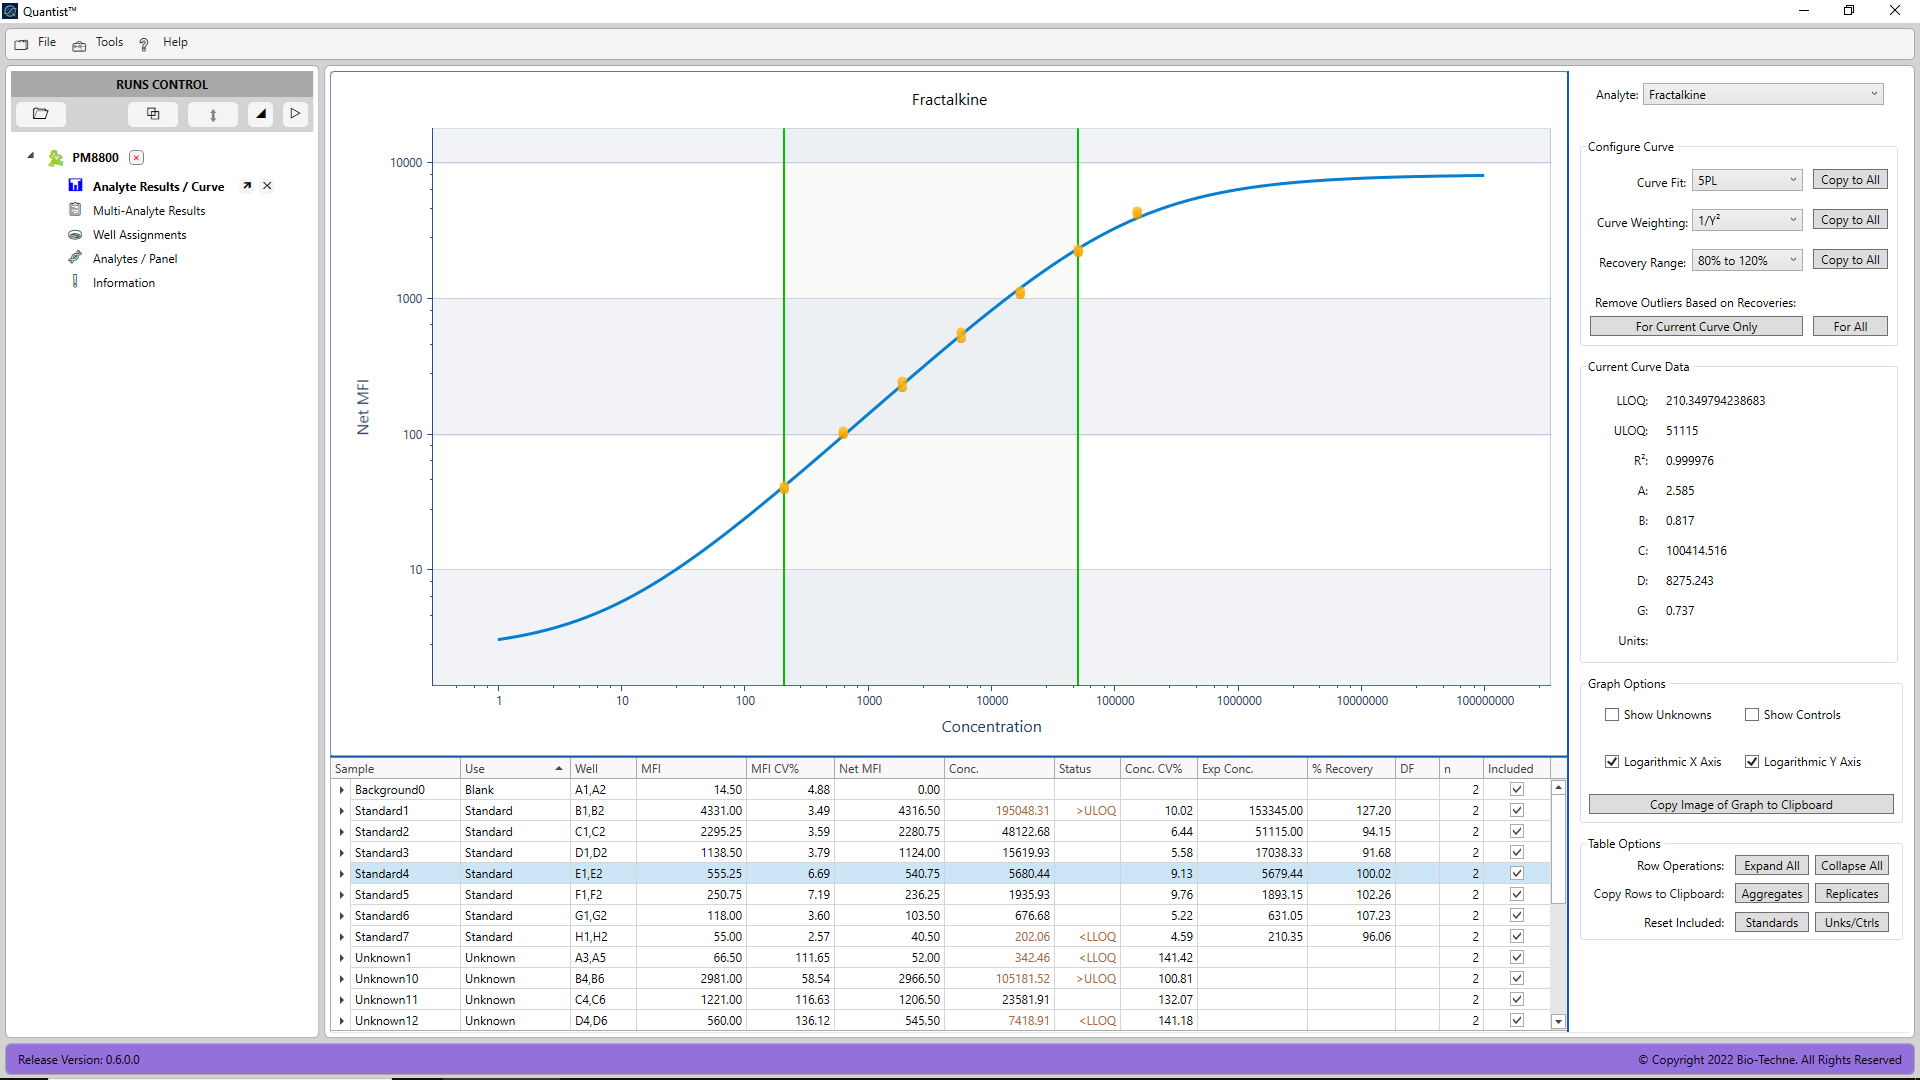 Quantist™
File Tools ? Help
RUNS CONTROL
PM8800
Analyte Results / Curve
Multi-Analyte Results
Well Assignments
Analytes / Panel
Information
Fractalkine
10000
1000
100
10
Net MFI
1 10 100 1000 10000 100000 1000000 10000000 100000000
Concentration
Sample Use Well MFI MFI CV% Net MFI Conc. Status Conc. CV% Exp Conc. % Recovery DF n Included
Background0 Blank A1,A2 14.50 4.88 0.00 2
Standard1 Standard B1,B2 4331.00 3.49 4316.50 195048.31 >ULOQ 10.02 153345.00 127.20 2
Standard2 Standard C1,C2 2295.25 3.59 2280.75 48122.68 6.44 51115.00 94.15 2
Standard3 Standard D1,D2 1138.50 3.79 1124.00 15619.93 5.58 17038.33 91.68 2
Standard4 Standard E1,E2 555.25 6.69 540.75 5680.44 9.13 5679.44 100.02 2
Standard5 Standard F1,F2 250.75 7.19 236.25 1935.93 9.76 1893.15 102.26 2
Standard6 Standard G1,G2 118.00 3.60 103.50 676.68 5.22 631.05 107.23 2
Standard7 Standard H1,H2 55.00 2.57 40.50 202.06 <LLOQ 4.59 210.35 96.06 2
Unknown1 Unknown A3,A5 66.50 111.65 52.00 342.46 <LLOQ 141.42 2
Unknown10 Unknown B4,B6 2981.00 58.54 2966.50 105181.52 >ULOQ 100.81 2
Unknown11 Unknown C4,C6 1221.00 116.63 1206.50 23581.91 132.07 2
Unknown12 Unknown D4,D6 560.00 136.12 545.50 7418.91 <LLOQ 141.18 2
Analyte: Fractalkine
Configure Curve
Curve Fit: 5PL Copy to All
Curve Weighting: 1/Y² Copy to All
Recovery Range: 80% to 120% Copy to All
Remove Outliers Based on Recoveries:
For Current Curve Only For All
Current Curve Data
LLOQ: 210.349794238683
ULOQ: 51115
R²: 0.999976
A: 2.585
B: 0.817
C: 100414.516
D: 8275.243
G: 0.737
Units:
Graph Options
Show Unknowns Show Controls
Logarithmic X Axis Logarithmic Y Axis
Copy Image of Graph to Clipboard
Table Options
Row Operations: Expand All Collapse All
Copy Rows to Clipboard: Aggregates Replicates
Reset Included: Standards Unks/Ctrls
Release Version: 0.6.0.0
© Copyright 2022 Bio-Techne. All Rights Reserved